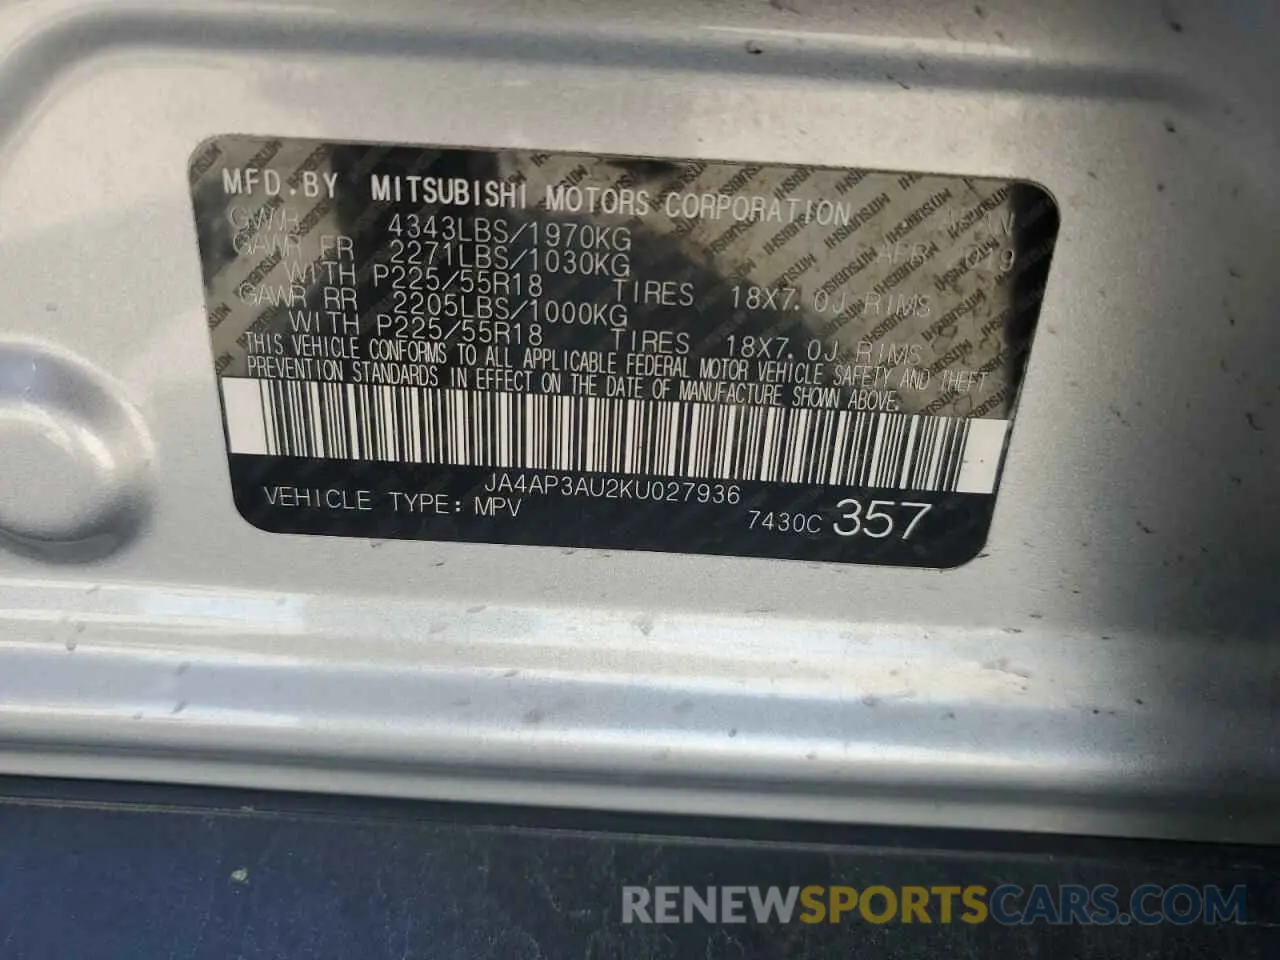 MFD.BY MITSUBISHI MOTORS CORPORATION
GVWR 4343LBS/1970KG
GAWR FR 2271LBS/1030KG
WITH P225/55R18 TIRES 18X7.0J RIMS
GAWR RR 2205LBS/1000KG
WITH P225/55R18 TIRES 18X7.0J RIMS
THIS VEHICLE CONFORMS TO ALL APPLICABLE FEDERAL MOTOR VEHICLE SAFETY AND THEFT
PREVENTION STANDARDS IN EFFECT ON THE DATE OF MANUFACTURE SHOWN ABOVE.
JA4AP3AU2KU027936
VEHICLE TYPE: MPV 7430C 357
RENEWSPORTSCARS.COM